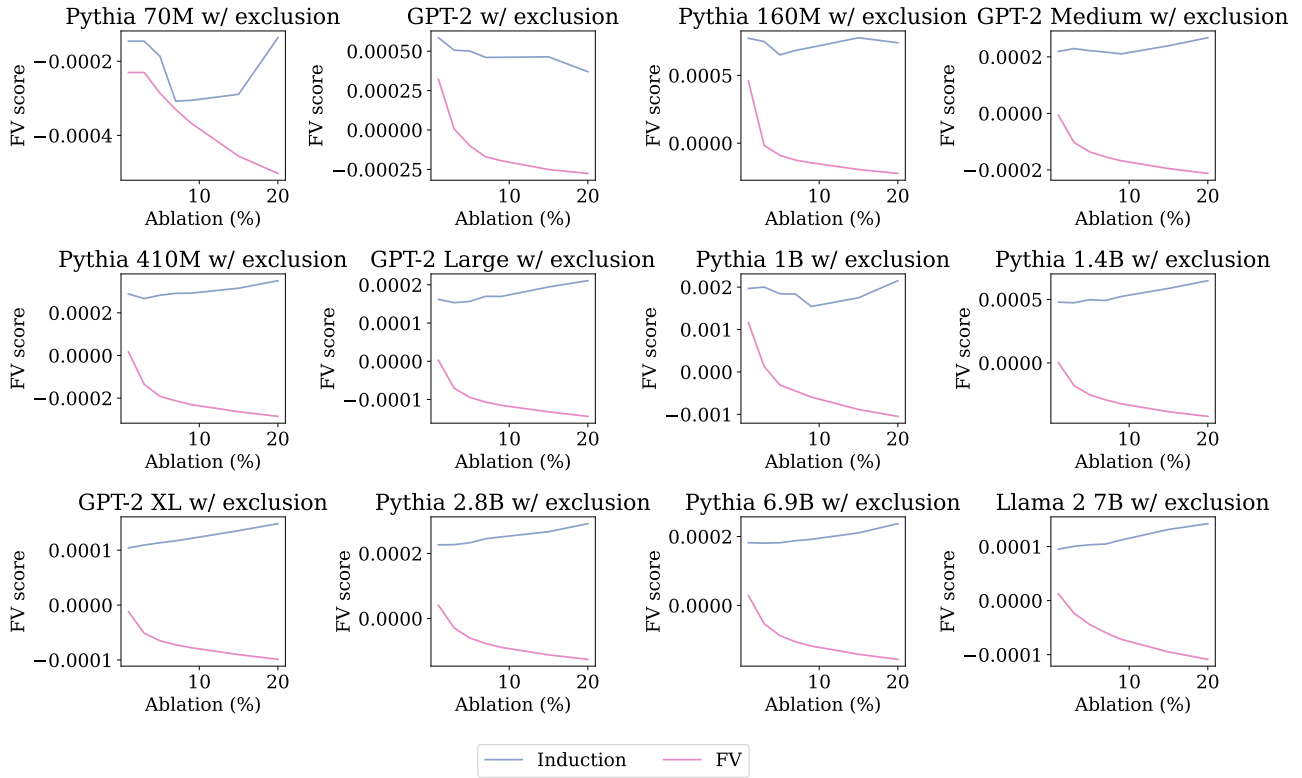 Pythia 70M w/ exclusion
FV score
−0.0002
−0.0004
10
20
Ablation (%)
GPT-2 w/ exclusion
FV score
0.00050
0.00025
0.00000
−0.00025
10
20
Ablation (%)
Pythia 160M w/ exclusion
FV score
0.0005
0.0000
10
20
Ablation (%)
GPT-2 Medium w/ exclusion
FV score
0.0002
0.0000
−0.0002
10
20
Ablation (%)
Pythia 410M w/ exclusion
FV score
0.0002
0.0000
−0.0002
10
20
Ablation (%)
GPT-2 Large w/ exclusion
FV score
0.0002
0.0001
0.0000
−0.0001
10
20
Ablation (%)
Pythia 1B w/ exclusion
FV score
0.002
0.001
0.000
−0.001
10
20
Ablation (%)
Pythia 1.4B w/ exclusion
FV score
0.0005
0.0000
10
20
Ablation (%)
GPT-2 XL w/ exclusion
FV score
0.0001
0.0000
−0.0001
10
20
Ablation (%)
Pythia 2.8B w/ exclusion
FV score
0.0002
0.0000
10
20
Ablation (%)
Pythia 6.9B w/ exclusion
FV score
0.0002
0.0000
10
20
Ablation (%)
Llama 2 7B w/ exclusion
FV score
0.0001
0.0000
−0.0001
10
20
Ablation (%)
Induction
FV